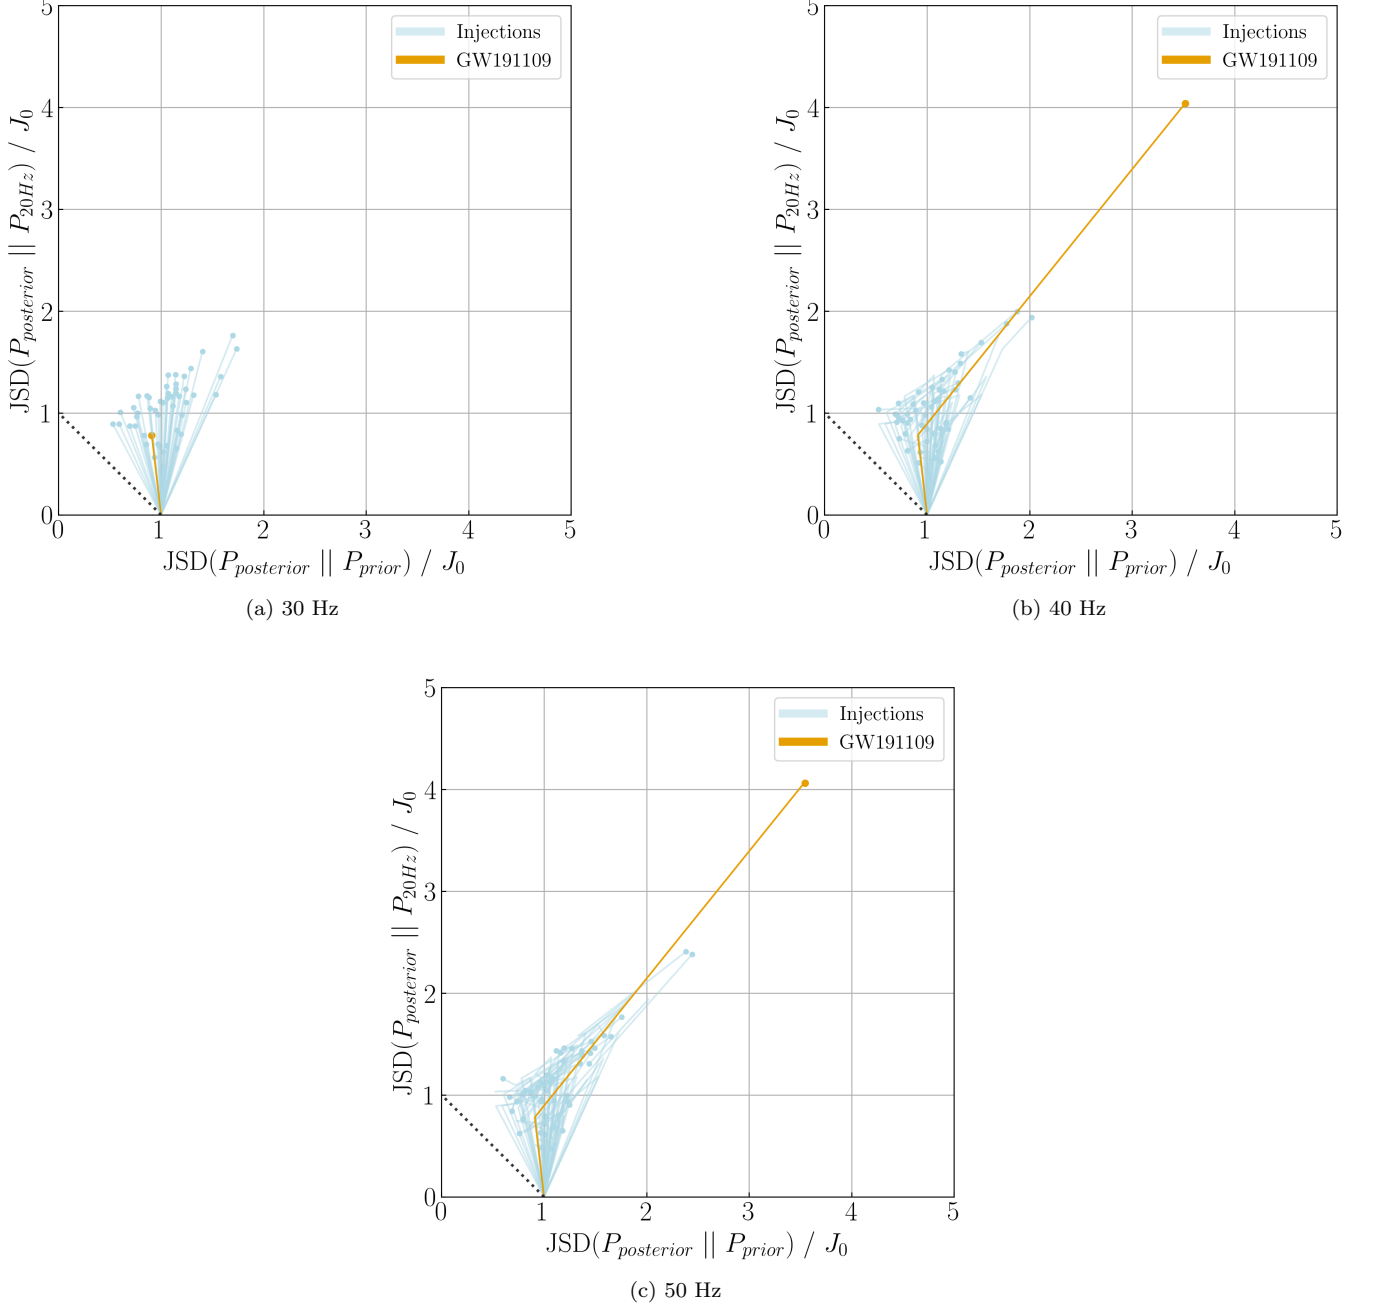 5
4
3
2
1
0
0 1 2 3 4 5
JSD(P_posterior || P_20Hz) / J_0
JSD(P_posterior || P_prior) / J_0
Injections
GW191109
(a) 30 Hz
5
4
3
2
1
0
0 1 2 3 4 5
JSD(P_posterior || P_20Hz) / J_0
JSD(P_posterior || P_prior) / J_0
Injections
GW191109
(b) 40 Hz
5
4
3
2
1
0
0 1 2 3 4 5
JSD(P_posterior || P_20Hz) / J_0
JSD(P_posterior || P_prior) / J_0
Injections
GW191109
(c) 50 Hz